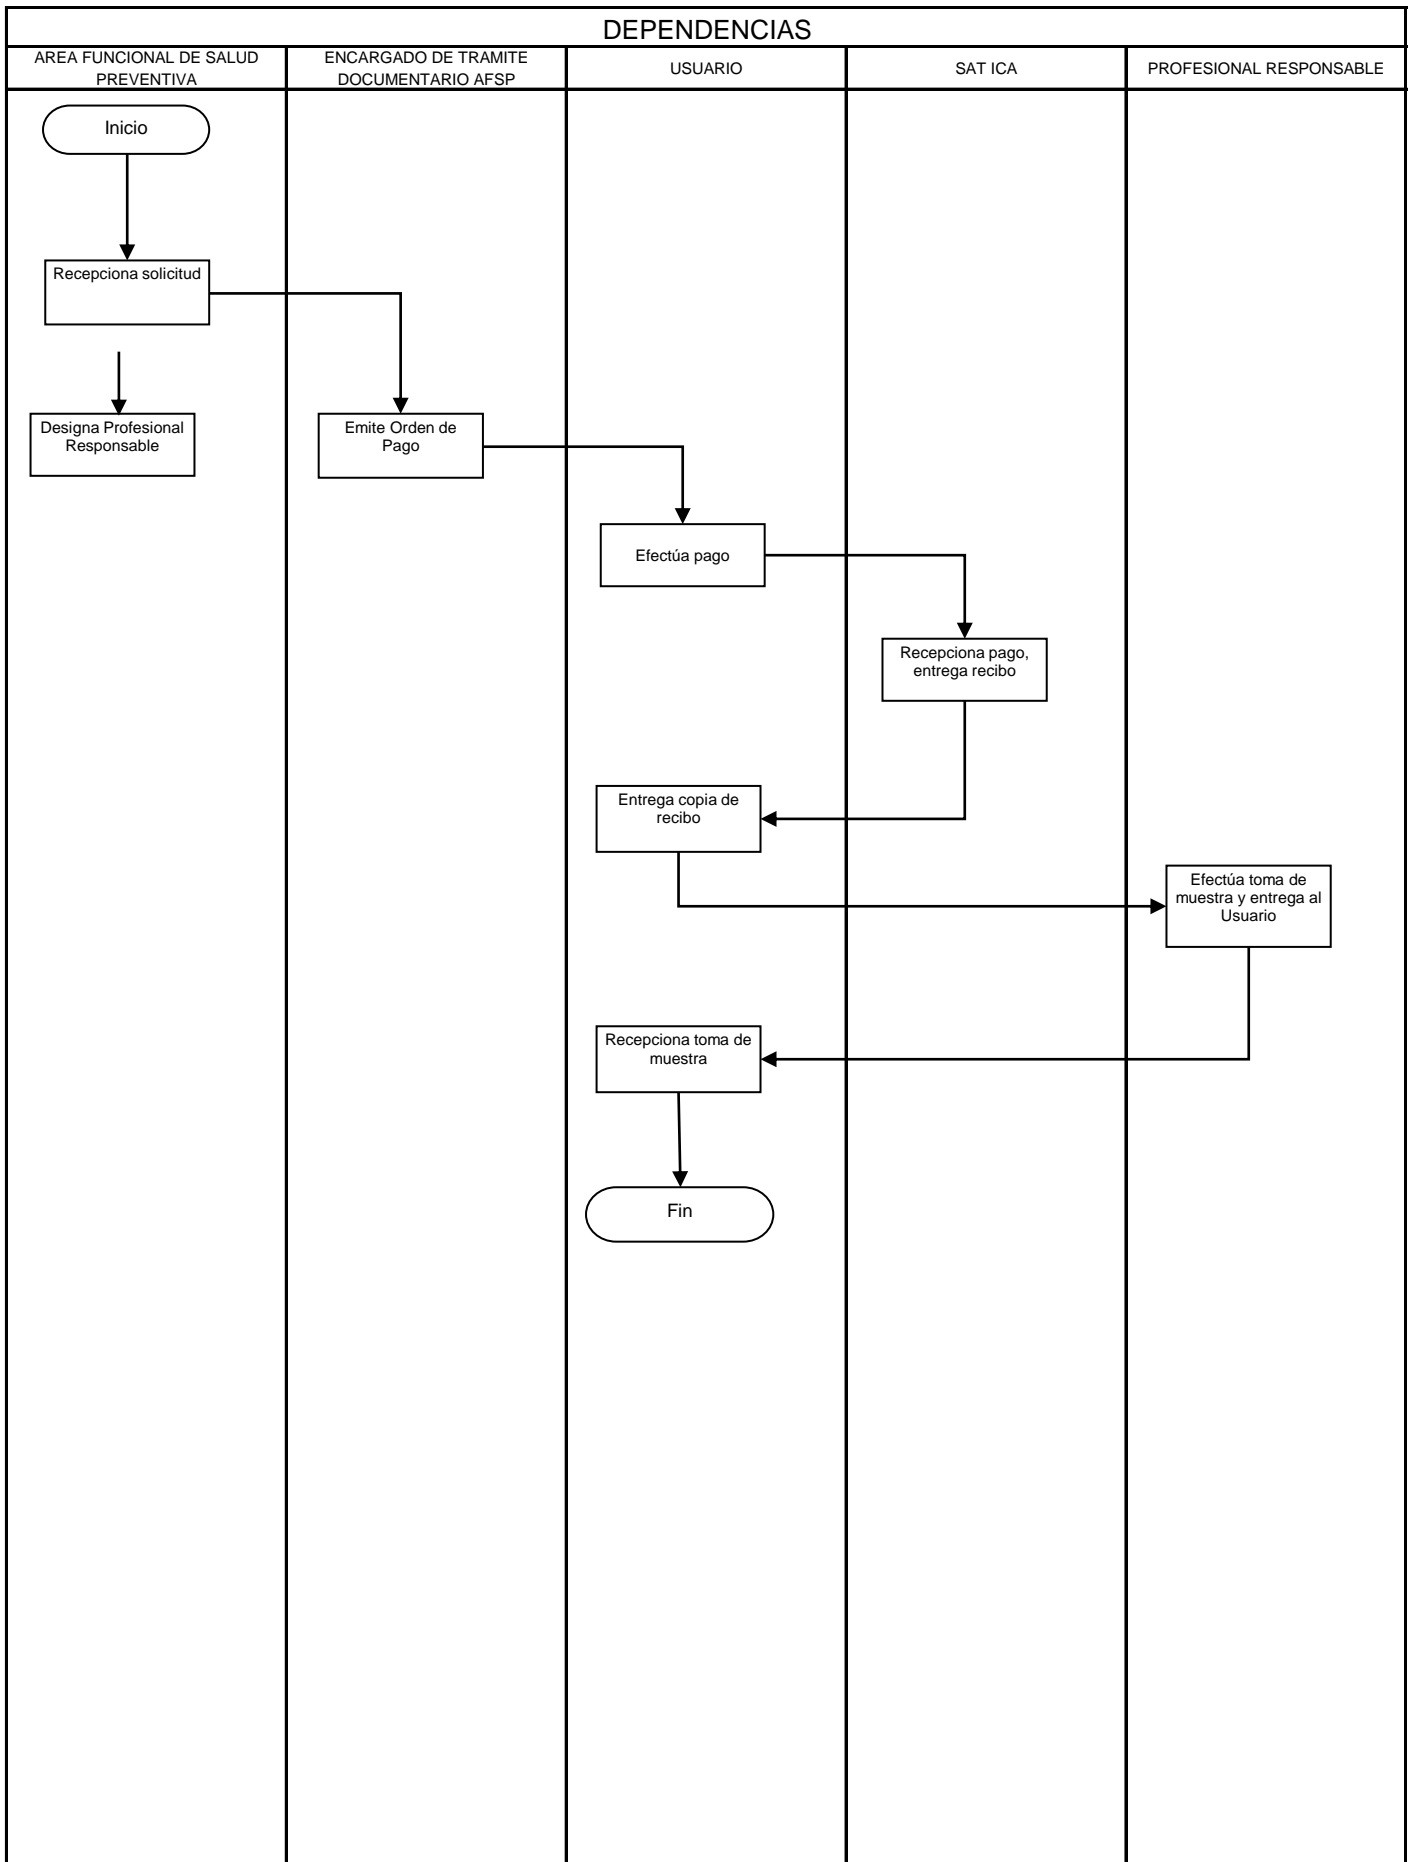 DEPENDENCIAS
AREA FUNCIONAL DE SALUD
PREVENTIVA
ENCARGADO DE TRAMITE
DOCUMENTARIO AFSP
USUARIO
SAT ICA
PROFESIONAL RESPONSABLE
Inicio
Recepciona solicitud
Designa Profesional
Responsable
Emite Orden de
Pago
Efectúa pago
Recepciona pago,
entrega recibo
Entrega copia de
recibo
Efectúa toma de
muestra y entrega al
Usuario
Recepciona toma de
muestra
Fin